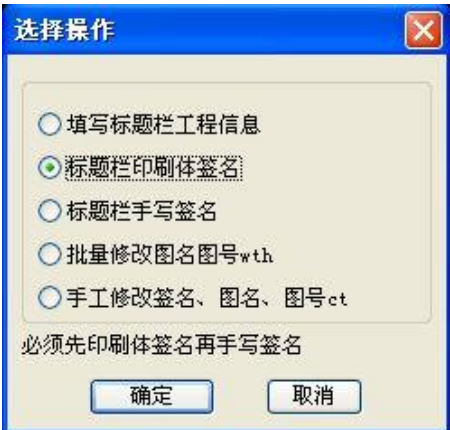 选择操作
填写标题栏工程信息
标题栏印刷体签名
标题栏手写签名
批量修改图名图号wth
手工修改签名、图名、图号ct
必须先印刷体签名再手写签名
确定
取消